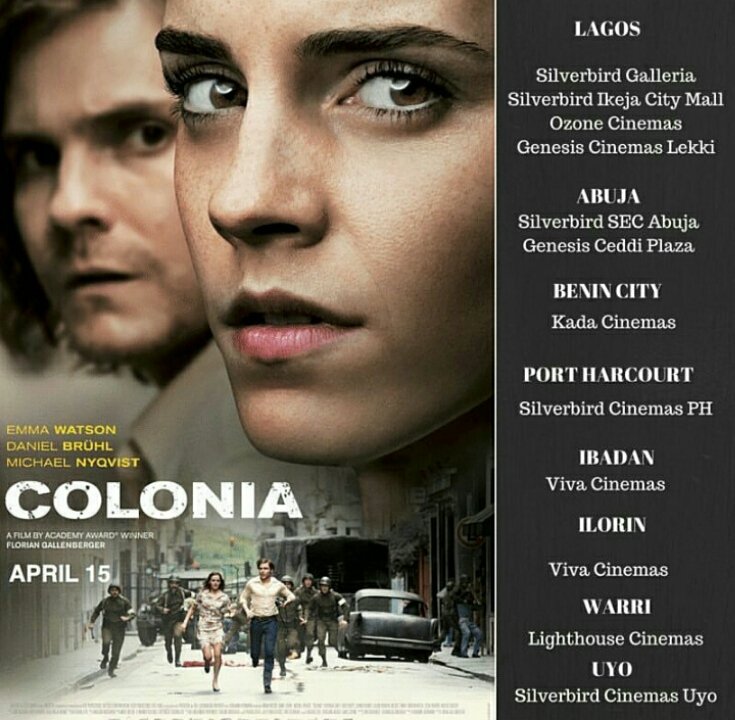 EMMA WATSON
DANIEL BRÜHL
MICHAEL NYQVIST
COLONIA
A FILM BY ACADEMY AWARD® WINNER
FLORIAN GALLENBERGER
APRIL 15
LAGOS
Silverbird Galleria
Silverbird Ikeja City Mall
Ozone Cinemas
Genesis Cinemas Lekki
ABUJA
Silverbird SEC Abuja
Genesis Ceddi Plaza
BENIN CITY
Kada Cinemas
PORT HARCOURT
Silverbird Cinemas PH
IBADAN
Viva Cinemas
ILORIN
Viva Cinemas
WARRI
Lighthouse Cinemas
UYO
Silverbird Cinemas Uyo